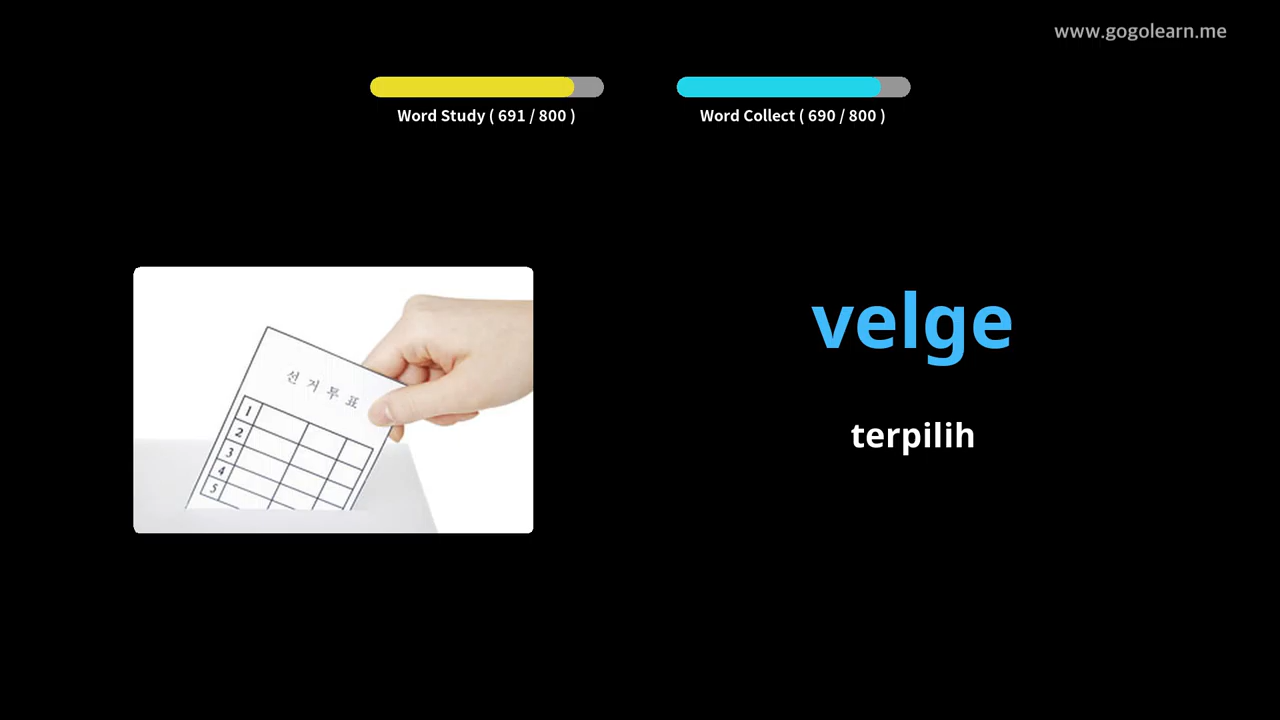 www.gogolearn.me
Word Study ( 691 / 800 )
Word Collect ( 690 / 800 )
선거투표
1
2
3
4
5
velge
terpilih